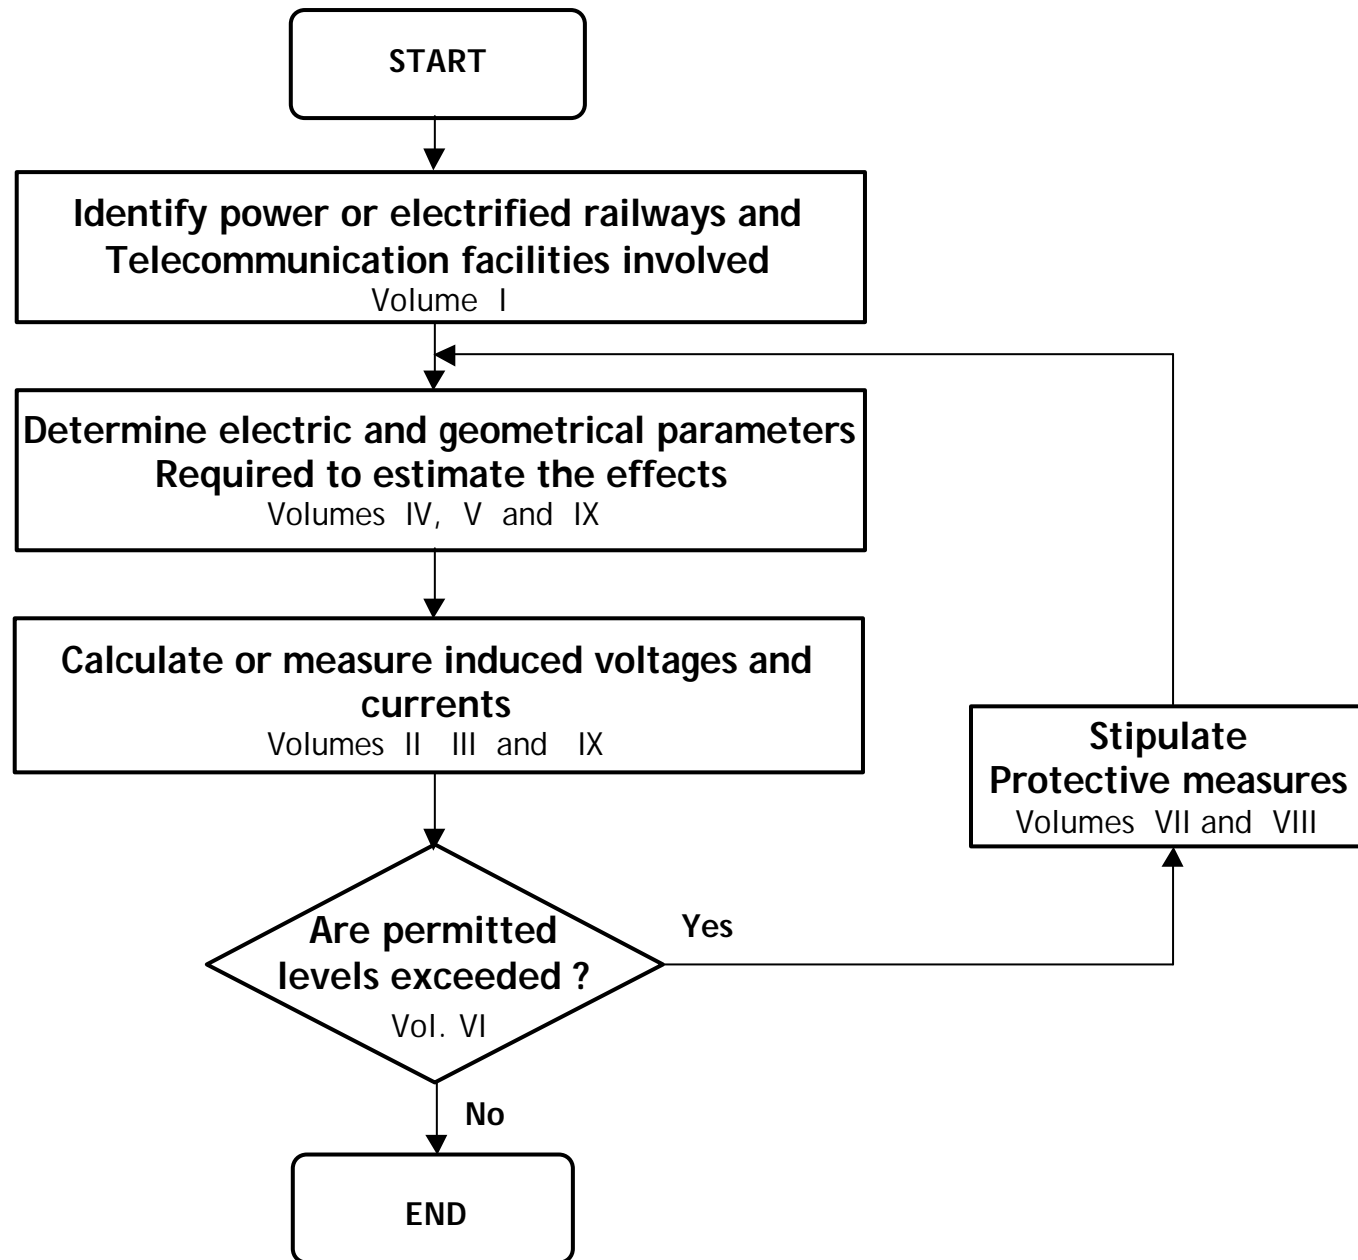 START
Identify power or electrified railways and
Telecommunication facilities involved
Volume I
Determine electric and geometrical parameters
Required to estimate the effects
Volumes IV, V and IX
Calculate or measure induced voltages and
currents
Volumes II III and IX
Stipulate
Protective measures
Volumes VII and VIII
Are permitted
levels exceeded ?
Vol. VI
Yes
No
END